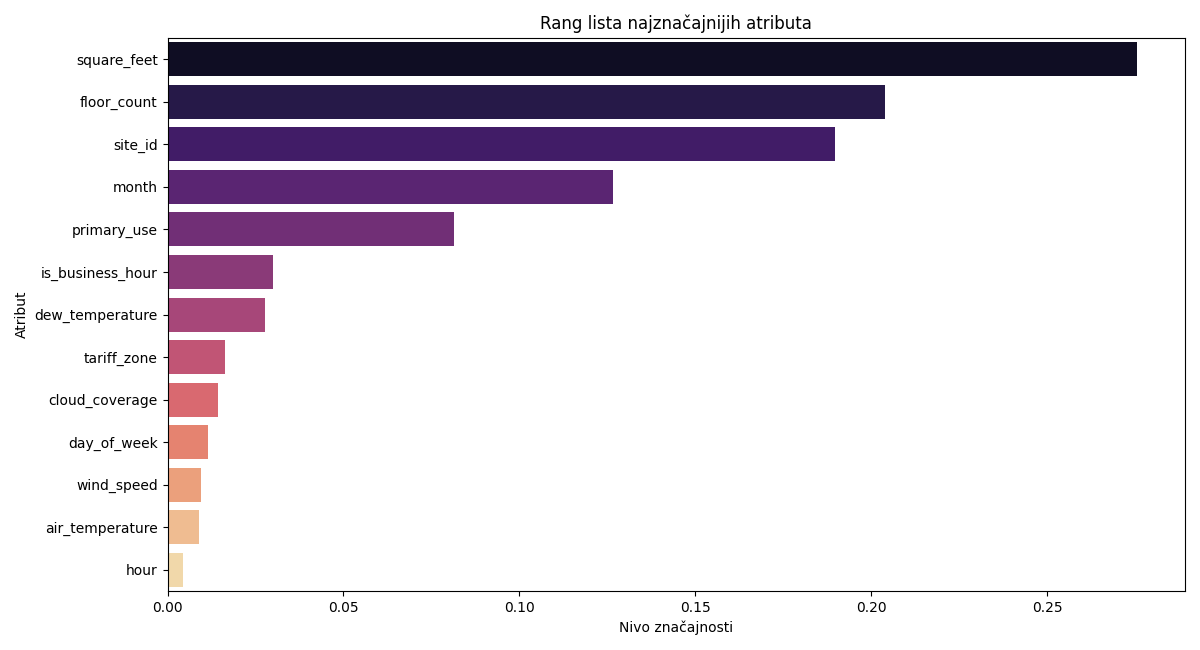 Rang lista najznačajnijih atributa
Atribut
square_feet
floor_count
site_id
month
primary_use
is_business_hour
dew_temperature
tariff_zone
cloud_coverage
day_of_week
wind_speed
air_temperature
hour
0.00 0.05 0.10 0.15 0.20 0.25
Nivo značajnosti